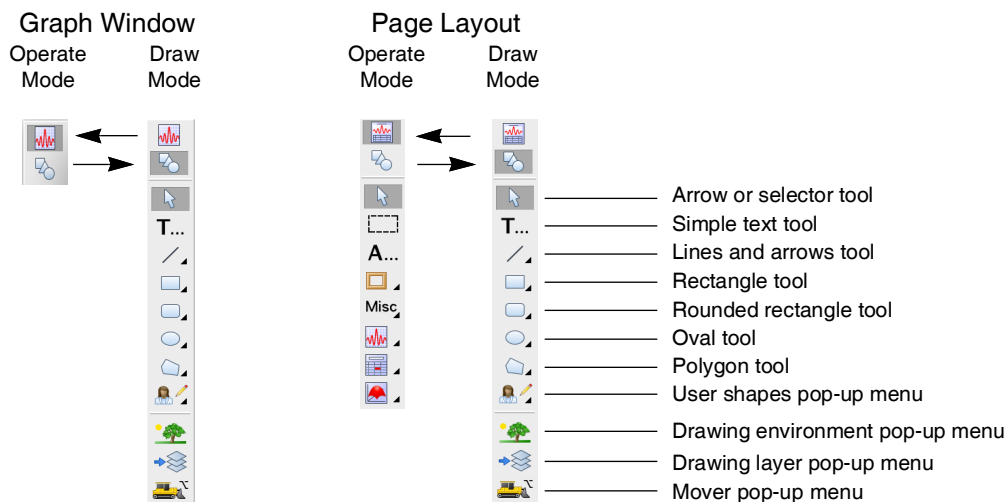 Graph Window
Page Layout
Operate Mode
Draw Mode
Operate Mode
Draw Mode
T...
A...
Misc
T...
Arrow or selector tool
Simple text tool
Lines and arrows tool
Rectangle tool
Rounded rectangle tool
Oval tool
Polygon tool
User shapes pop-up menu
Drawing environment pop-up menu
Drawing layer pop-up menu
Mover pop-up menu